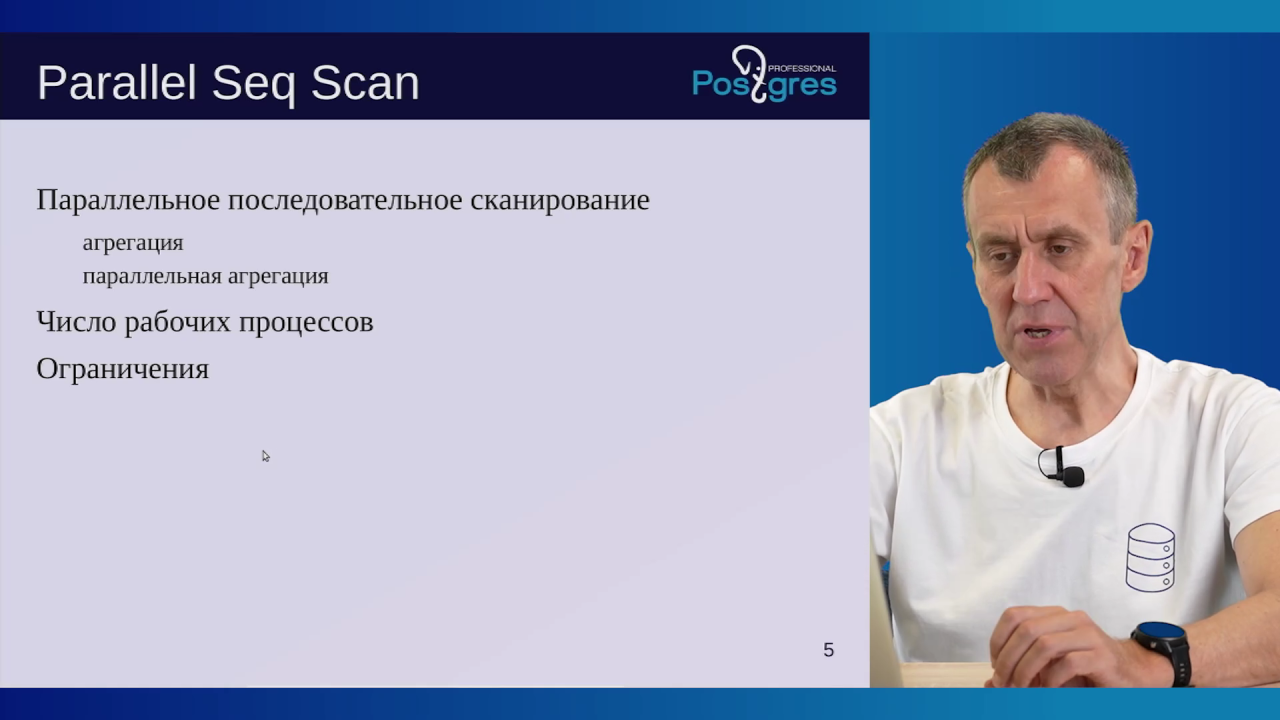 Parallel Seq Scan
PROFESSIONAL
Postgres
Параллельное последовательное сканирование
агрегация
параллельная агрегация
Число рабочих процессов
Ограничения
5